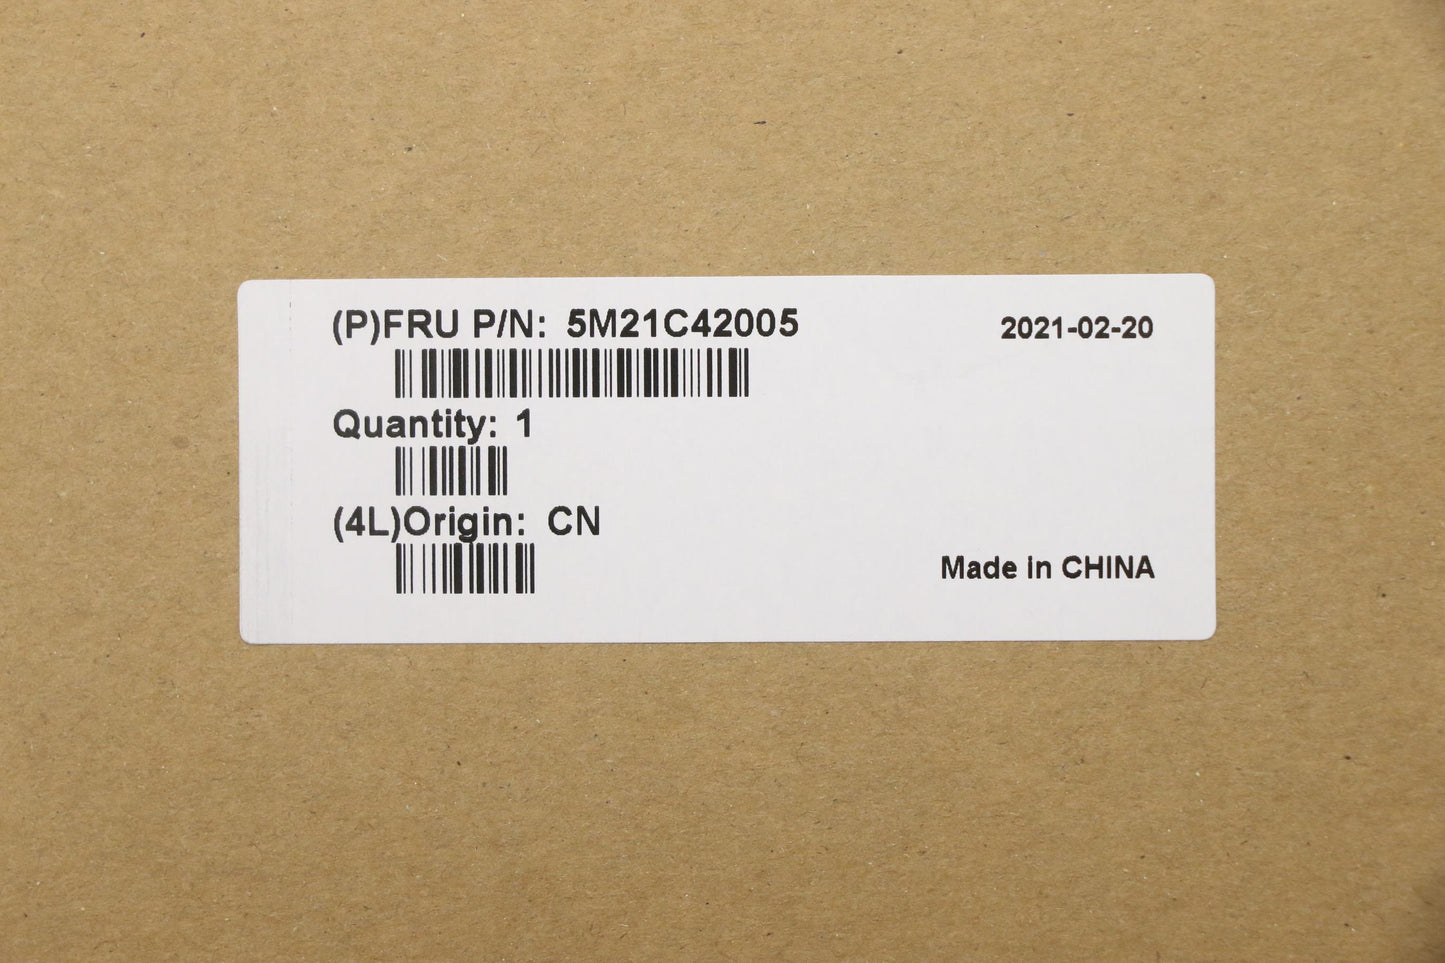 (P)FRU P/N: 5M21C42005
2021-02-20
Quantity: 1
(4L)Origin: CN
Made in CHINA